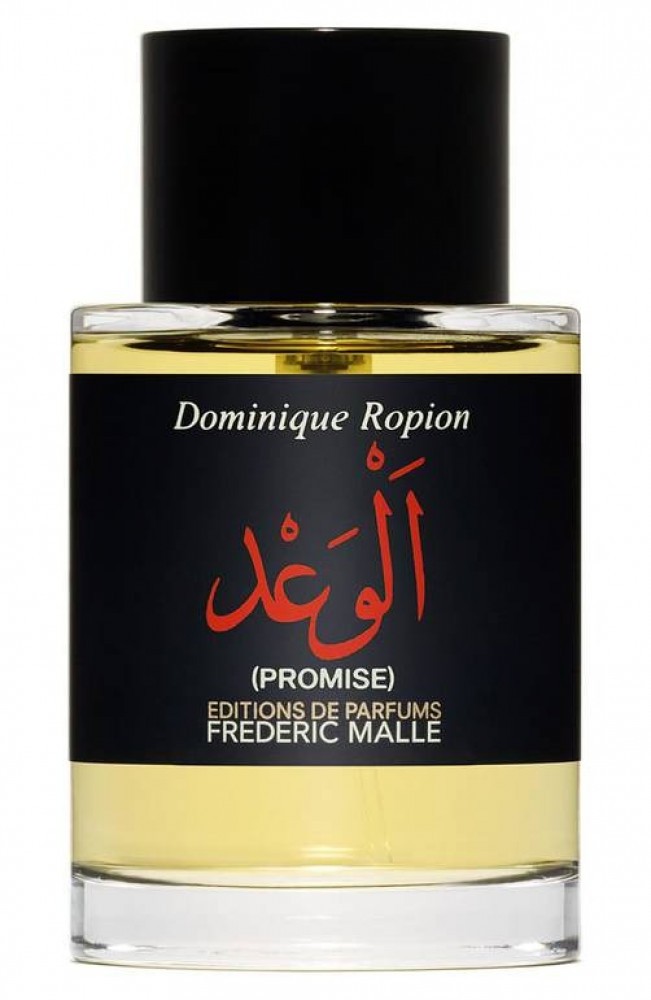 Dominique Ropion
اَلْوَعْد
(PROMISE)
EDITIONS DE PARFUMS
FREDERIC MALLE